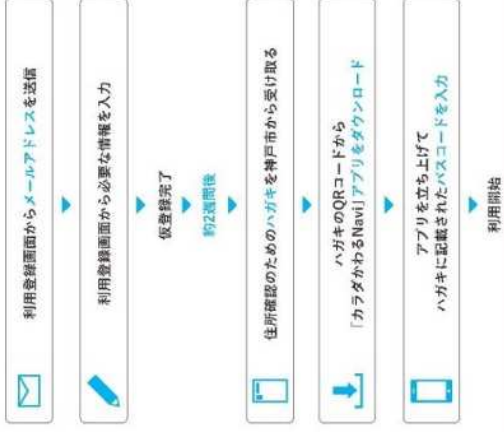 利用登録画面からメールアドレスを送信
利用登録画面から必要な情報を入力
仮登録完了
約2週間後
住所確認のためのハガキを神戸市から受け取る
ハガキのQRコードから
「カラダかわるNavi」アプリをダウンロード
アプリを立ち上げて
ハガキに記載されたパスコードを入力
利用開始